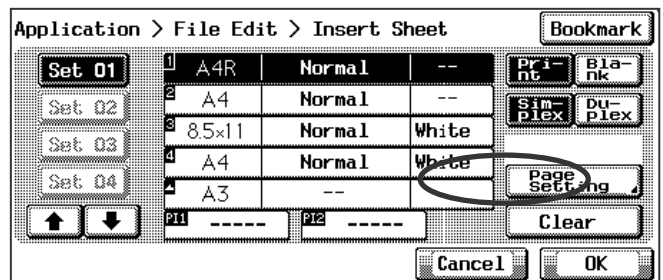 Application > File Edit > Insert Sheet Bookmark
Set 01
Set 02
Set 03
Set 04
1 A4R Normal --
2 A4 --
3 8.5×11 Normal White
4 A4 Normal White
A3 --
PI1 -----
PI2 -----
Pri-
nt
Bla-
nk
Sim-
plex
Du-
plex
Page
Setting
Clear
Cancel
OK